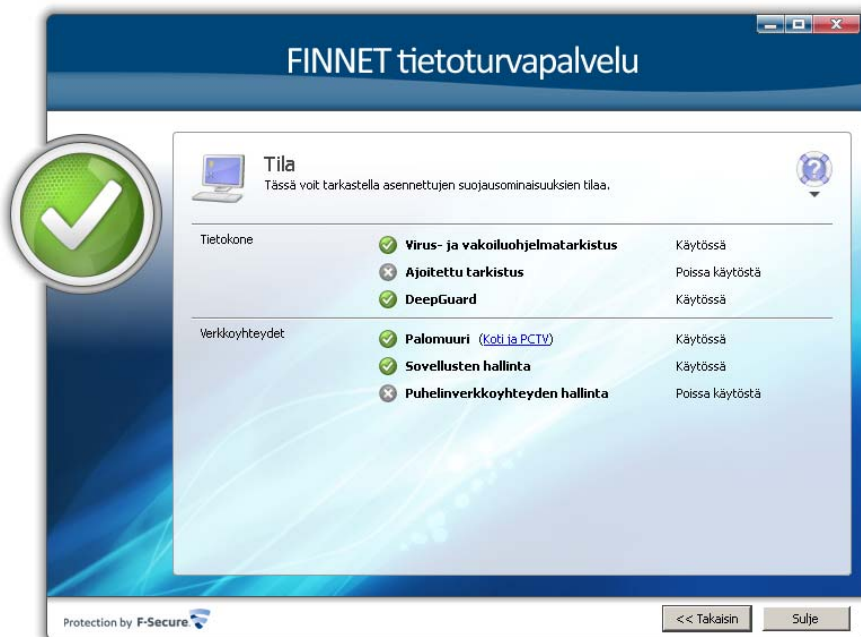 FINNET tietoturvapalvelu
Tila
Tässä voit tarkastella asennettujen suojausominaisuuksien tilaa.
Tietokone
Virus- ja vakoiluohjelmatarkistus Käytössä
Ajoitettu tarkistus Poissa käytöstä
DeepGuard Käytössä
Verkkoyhteydet
Palomuuri (Koti ja PCTV) Käytössä
Sovellusten hallinta Käytössä
Puhelinverkkoyhteyden hallinta Poissa käytöstä
Protection by F-Secure.
<< Takaisin
Sulje